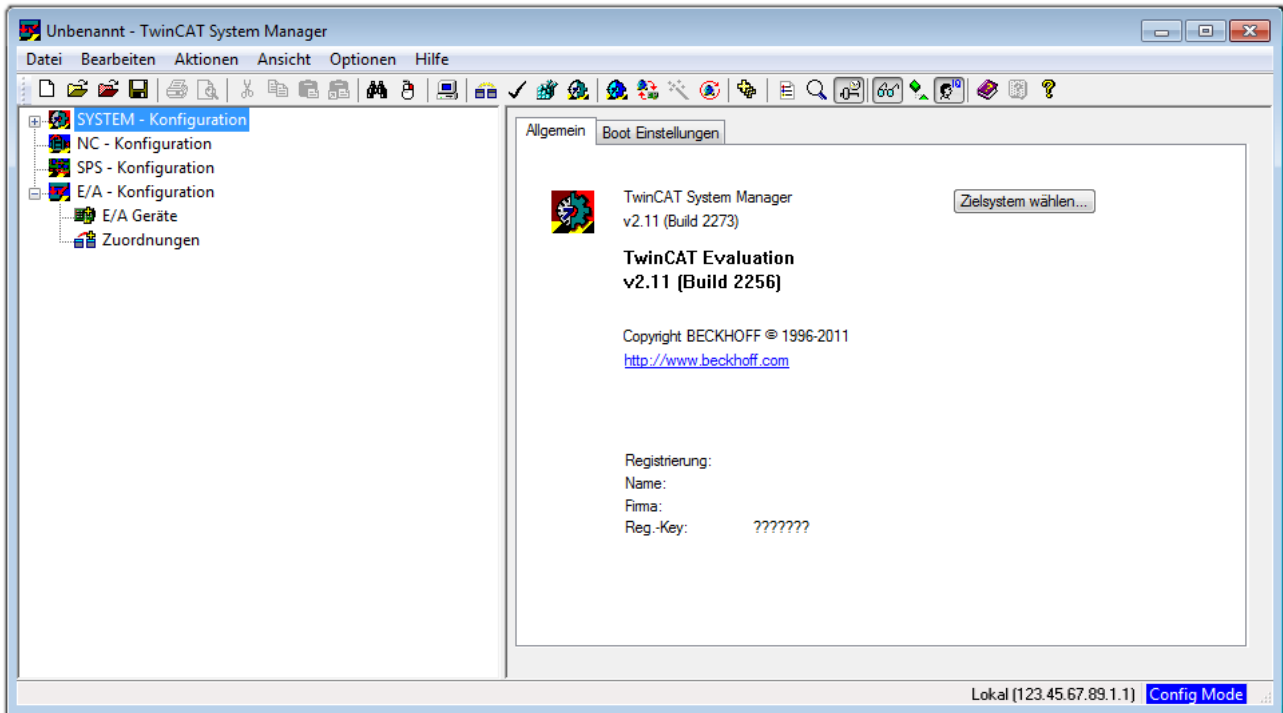 Unbenannt - TwinCAT System Manager
Datei Bearbeiten Aktionen Ansicht Optionen Hilfe
SYSTEM - Konfiguration
NC - Konfiguration
SPS - Konfiguration
E/A - Konfiguration
E/A Geräte
Zuordnungen
Allgemein Boot Einstellungen
TwinCAT System Manager
v2.11 (Build 2273)
Zielsystem wählen...
TwinCAT Evaluation
v2.11 (Build 2256)
Copyright BECKHOFF © 1996-2011
http://www.beckhoff.com
Registrierung:
Name:
Firma:
Reg.-Key: ???????
Lokal (123.45.67.89.1.1) Config Mode